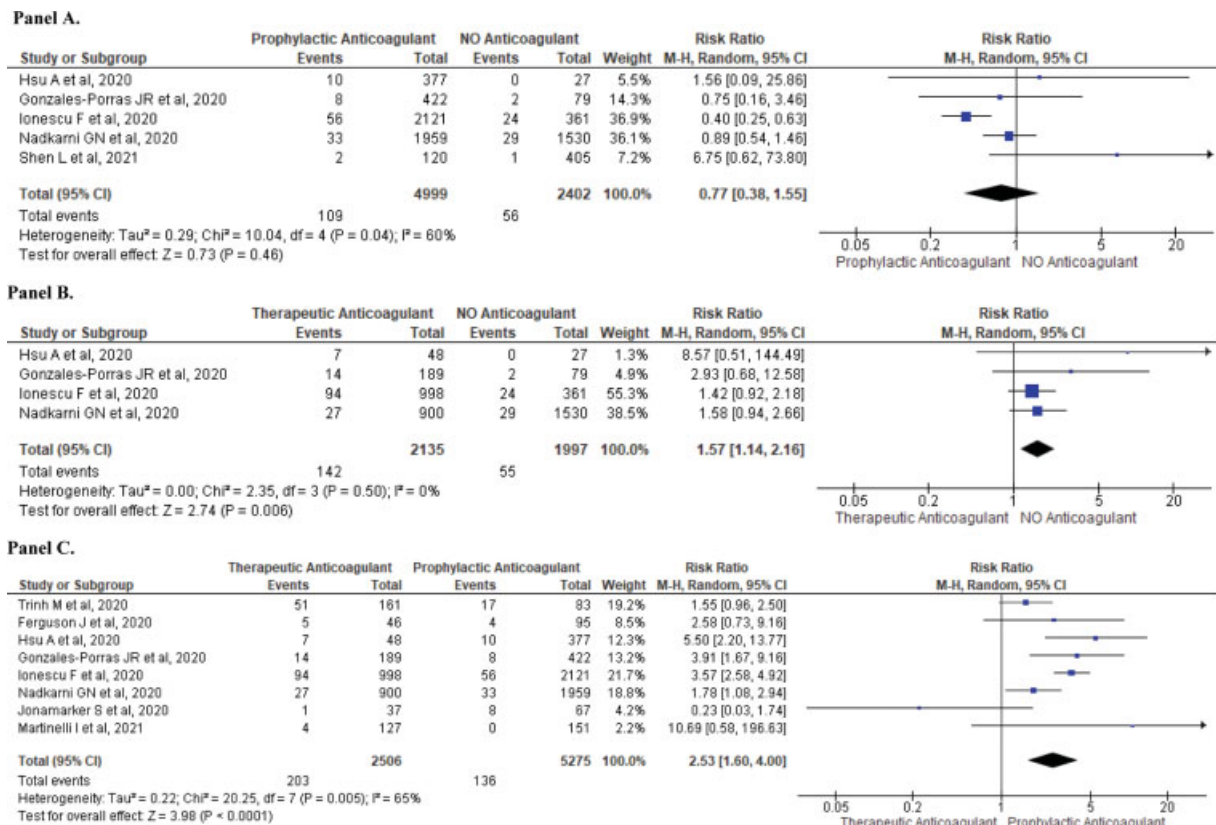 Panel A.
Prophylactic Anticoagulant NO Anticoagulant Risk Ratio Risk Ratio
Study or Subgroup Events Total Events Total Weight M-H, Random, 95% CI M-H, Random, 95% CI
Hsu A et al, 2020 10 377 0 27 5.5% 1.56 [0.09, 25.86]
Gonzales-Porras JR et al, 2020 8 422 2 79 14.3% 0.75 [0.16, 3.46]
Ionescu F et al, 2020 56 2121 24 361 36.9% 0.40 [0.25, 0.63]
Nadkarni GN et al, 2020 33 1959 29 1530 36.1% 0.89 [0.54, 1.46]
Shen L et al, 2021 2 120 1 405 7.2% 6.75 [0.62, 73.80]
Total (95% CI) 4999 2402 100.0% 0.77 [0.38, 1.55]
Total events 109 56
Heterogeneity: Tau² = 0.29; Chi² = 10.04, df = 4 (P = 0.04); I² = 60%
Test for overall effect: Z = 0.73 (P = 0.46)
0.05 0.2 1 5 20
Prophylactic Anticoagulant NO Anticoagulant
Panel B.
Therapeutic Anticoagulant NO Anticoagulant Risk Ratio Risk Ratio
Study or Subgroup Events Total Events Total Weight M-H, Random, 95% CI M-H, Random, 95% CI
Hsu A et al, 2020 7 48 0 27 1.3% 8.57 [0.51, 144.49]
Gonzales-Porras JR et al, 2020 14 189 2 79 4.9% 2.93 [0.68, 12.58]
Ionescu F et al, 2020 94 998 24 361 55.3% 1.42 [0.92, 2.18]
Nadkarni GN et al, 2020 27 900 29 1530 38.5% 1.58 [0.94, 2.66]
Total (95% CI) 2135 1997 100.0% 1.57 [1.14, 2.16]
Total events 142 55
Heterogeneity: Tau² = 0.00; Chi² = 2.35, df = 3 (P = 0.50); I² = 0%
Test for overall effect: Z = 2.74 (P = 0.006)
0.05 0.2 1 5 20
Therapeutic Anticoagulant NO Anticoagulant
Panel C.
Therapeutic Anticoagulant Prophylactic Anticoagulant Risk Ratio Risk Ratio
Study or Subgroup Events Total Events Total Weight M-H, Random, 95% CI M-H, Random, 95% CI
Trinh M et al, 2020 51 161 17 83 19.2% 1.55 [0.96, 2.50]
Ferguson J et al, 2020 5 46 4 95 8.5% 2.58 [0.73, 9.16]
Hsu A et al, 2020 7 48 10 377 12.3% 5.50 [2.20, 13.77]
Gonzales-Porras JR et al, 2020 14 189 8 422 13.2% 3.91 [1.67, 9.16]
Ionescu F et al, 2020 94 998 56 2121 21.7% 3.57 [2.58, 4.92]
Nadkarni GN et al, 2020 27 900 33 1959 18.8% 1.78 [1.08, 2.94]
Jonamarker S et al, 2020 1 37 8 67 4.2% 0.23 [0.03, 1.74]
Martinelli I et al, 2021 4 127 0 151 2.2% 10.69 [0.58, 196.63]
Total (95% CI) 2506 5275 100.0% 2.53 [1.60, 4.00]
Total events 203 136
Heterogeneity: Tau² = 0.22; Chi² = 20.25, df = 7 (P = 0.005); I² = 65%
Test for overall effect: Z = 3.98 (P < 0.0001)
0.05 0.2 1 5 20
Therapeutic Anticoagulant Prophylactic Anticoagulant